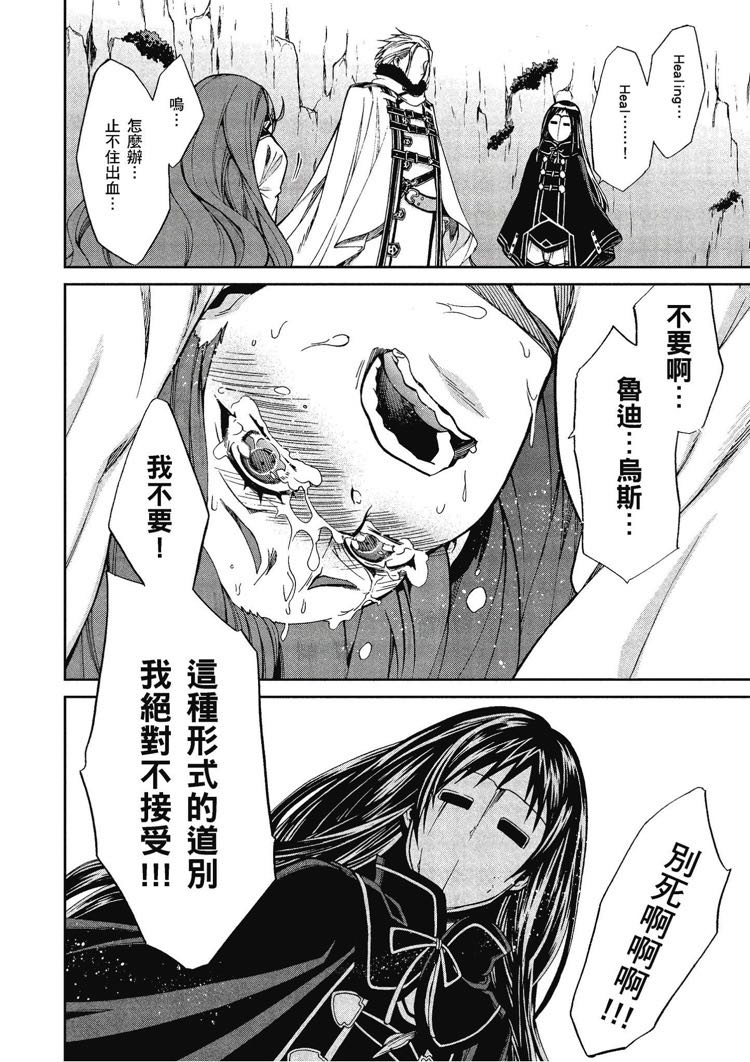 Healing…
Heal……！
嗚…
怎麼辦…
止不住出血…
不要啊…
魯迪…烏斯…
我不要！
這種形式的道別
我絕對不接受!!!
別死啊啊啊!!!